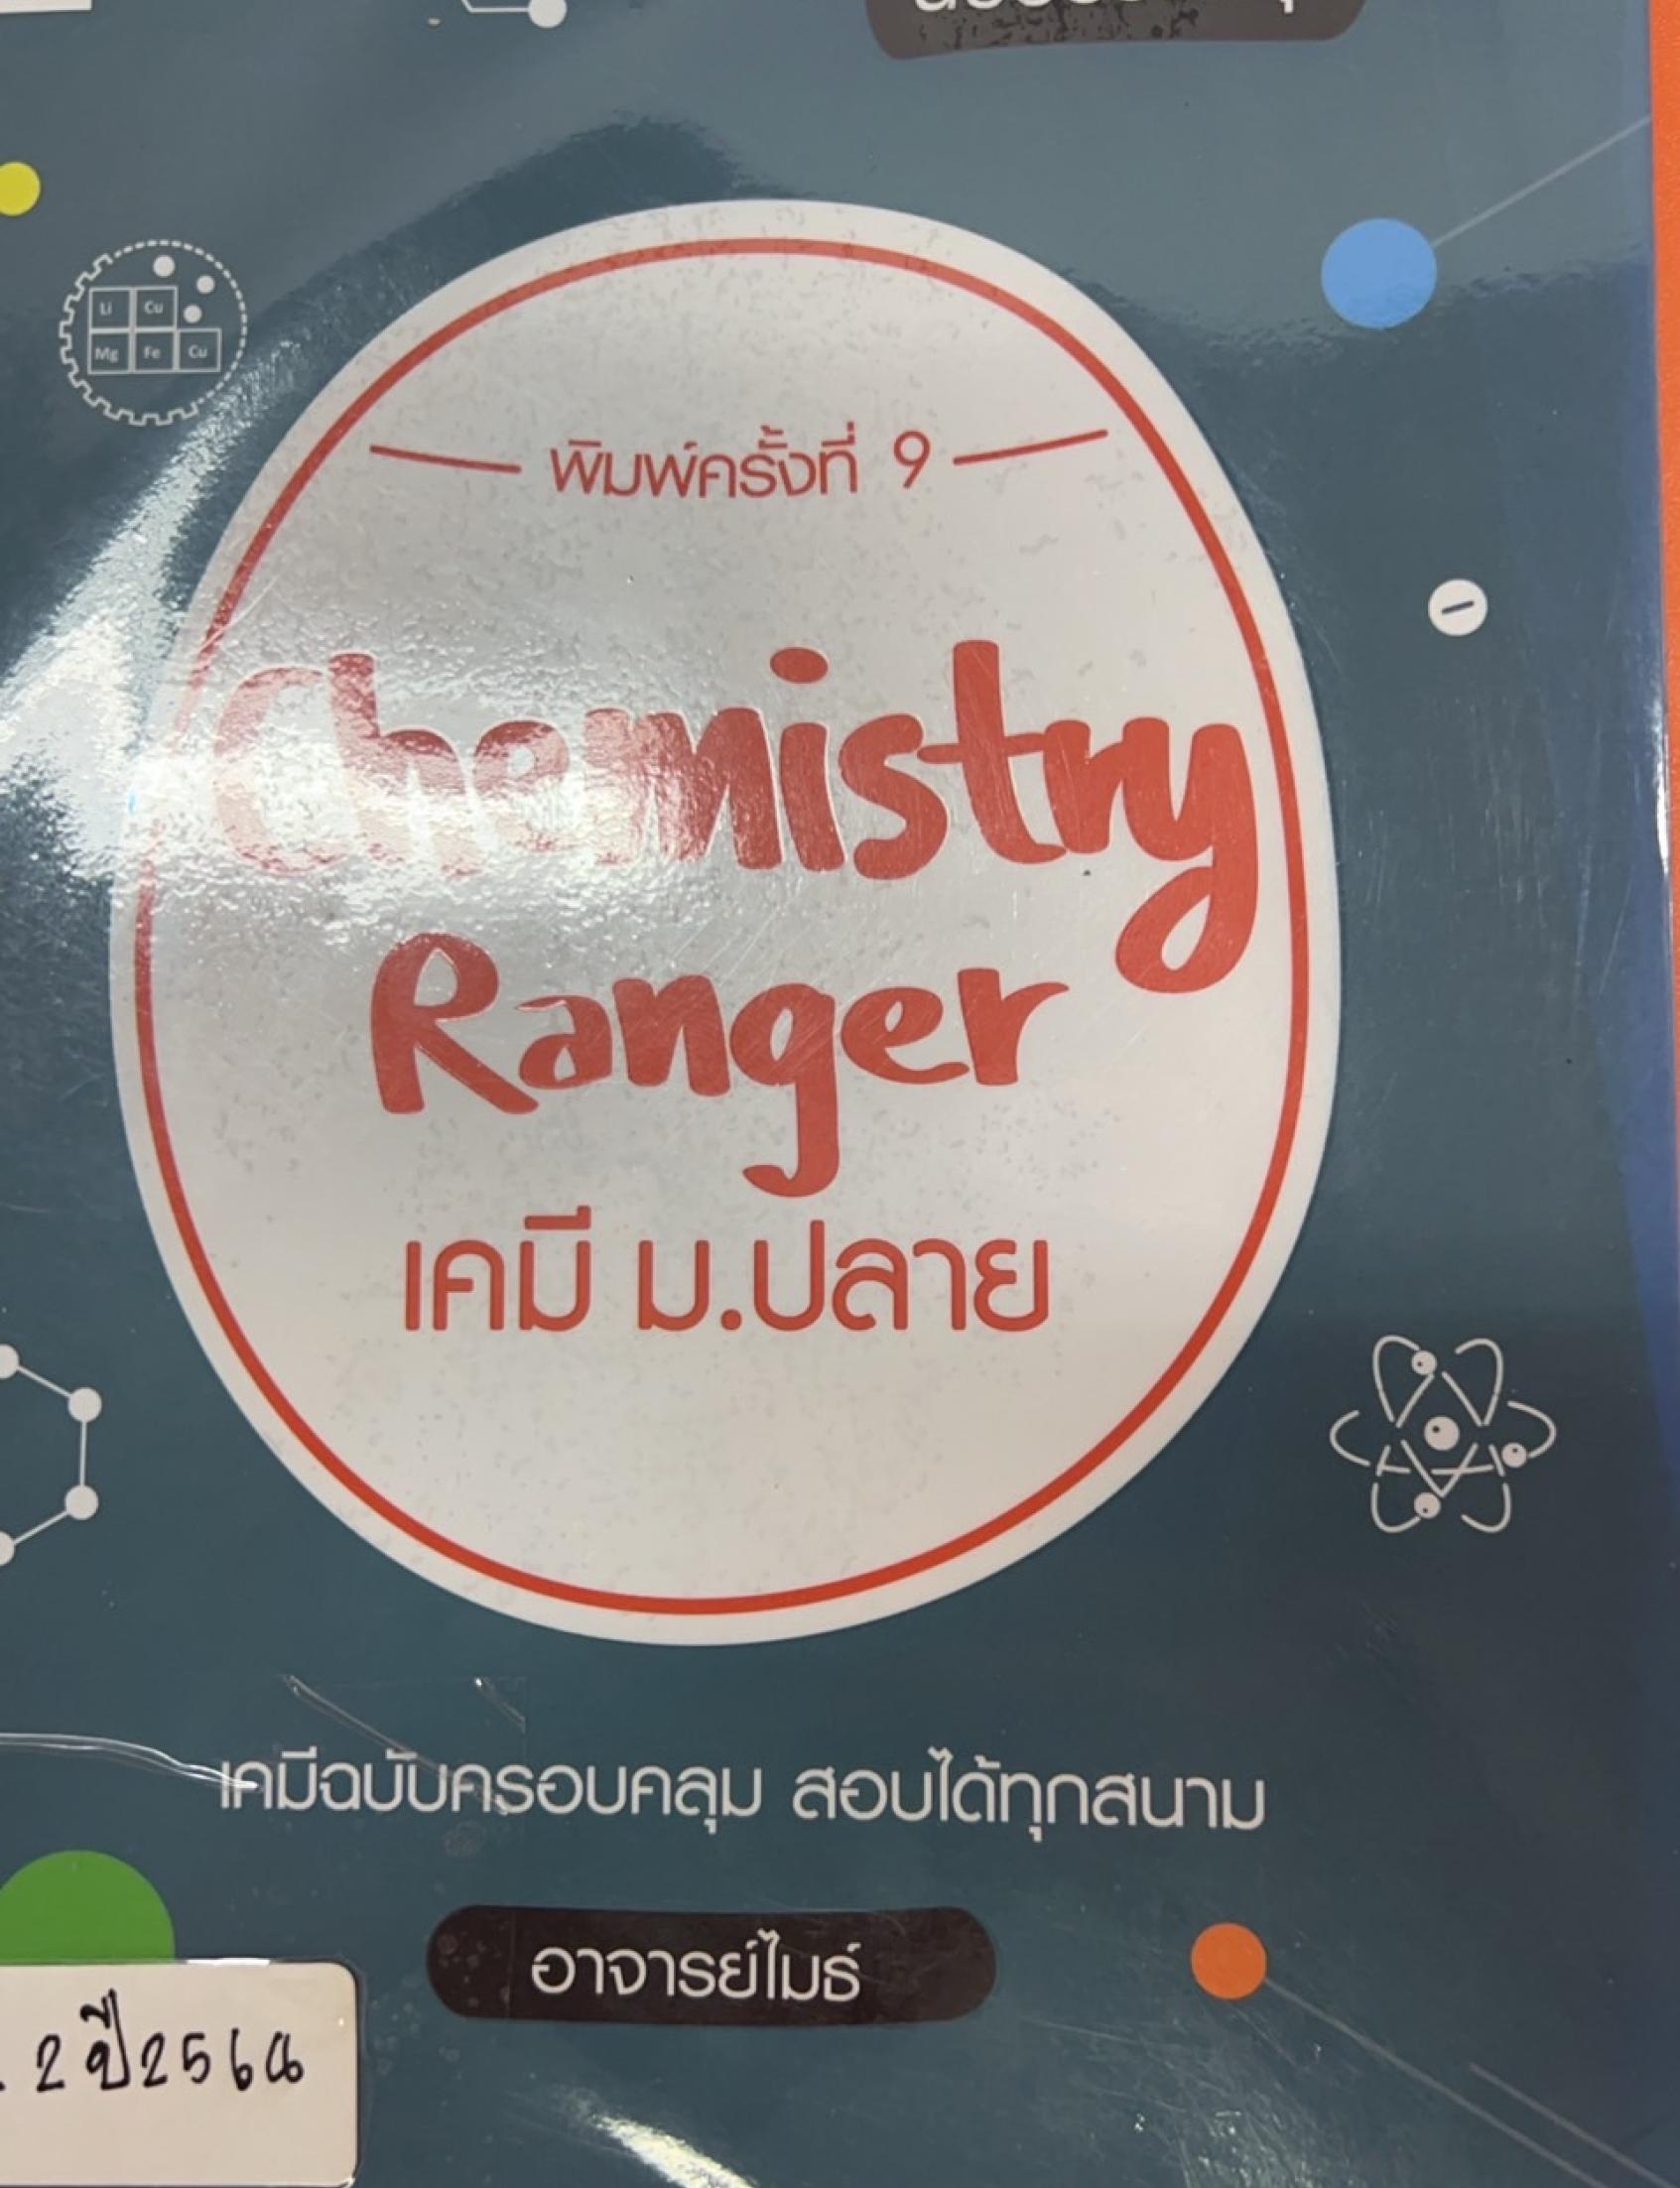 Li Cu
Mg Fe Cu
พิมพ์ครั้งที่ 9
Chemistry
Ranger
เคมี ม.ปลาย
เคมีฉบับครอบคลุม สอบได้ทุกสนาม
อาจารย์ไมธ์
. 2 ปี 2564